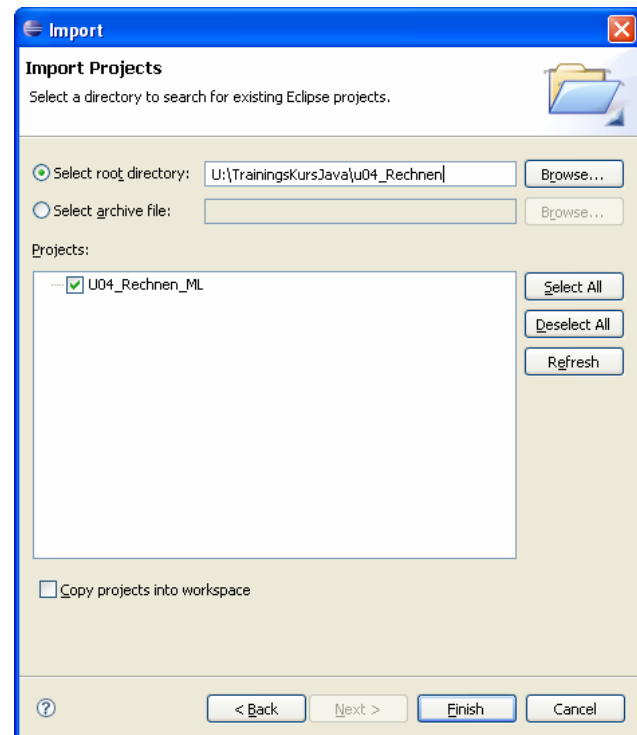 Import
Import Projects
Select a directory to search for existing Eclipse projects.
Select root directory: U:\TrainingsKursJava\u04_Rechnen Browse...
Select archive file: Browse...
Projects:
U04_Rechnen_ML
Select All
Deselect All
Refresh
Copy projects into workspace
? < Back Next > Finish Cancel